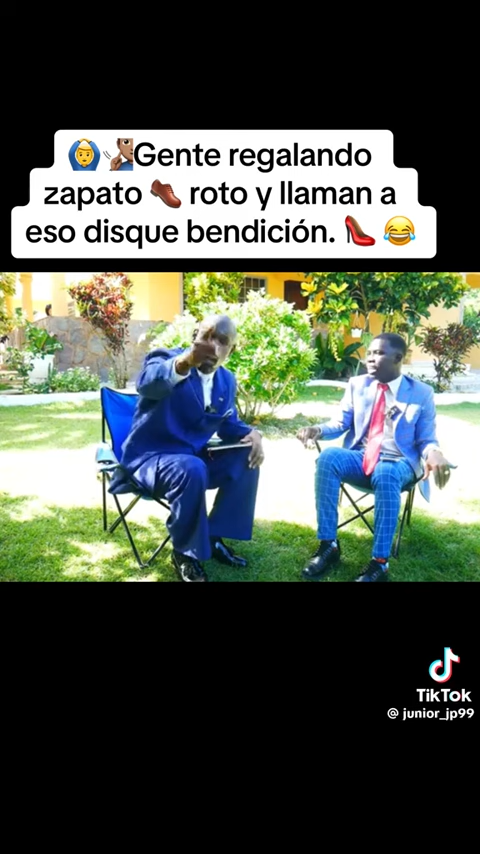 🙆‍♂️🧏🏽‍♂️Gente regalando
zapato 👞 roto y llaman a
eso disque bendición. 👠 😂
TikTok
@ junior_jp99